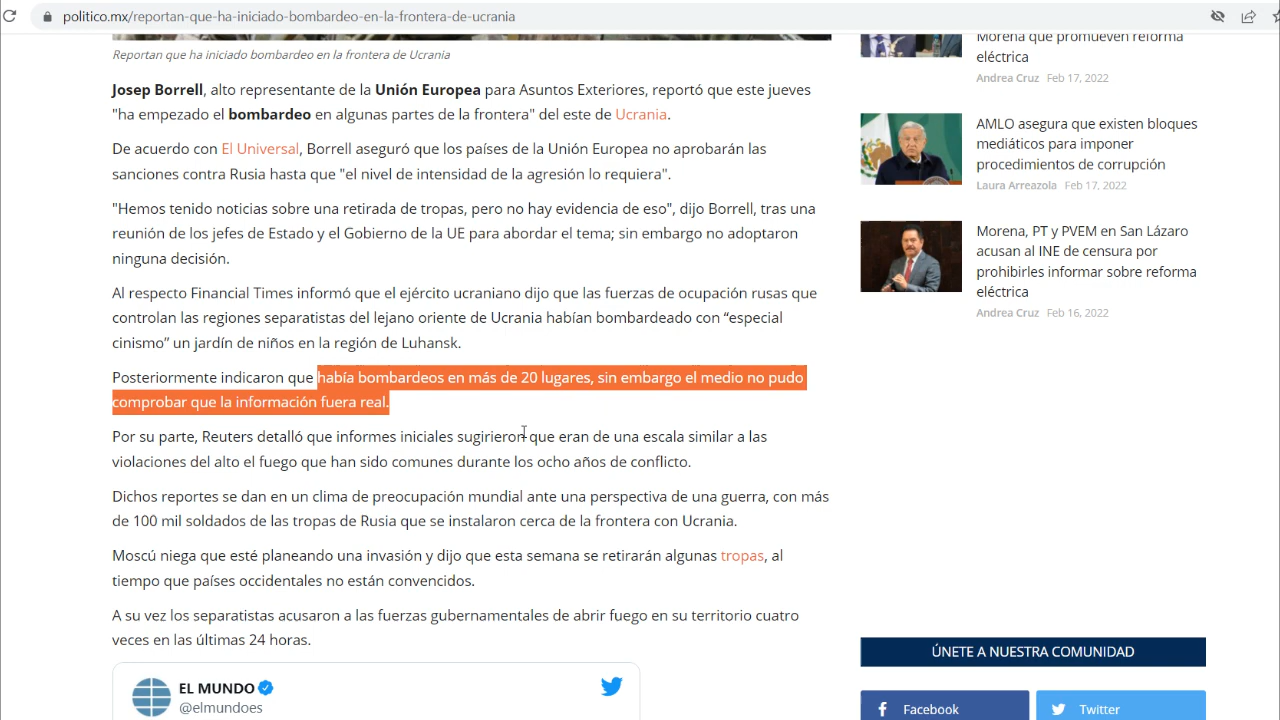 politico.mx/reportan-que-ha-iniciado-bombardeo-en-la-frontera-de-ucrania
Reportan que ha iniciado bombardeo en la frontera de Ucrania
Josep Borrell, alto representante de la Unión Europea para Asuntos Exteriores, reportó que este jueves
"ha empezado el bombardeo en algunas partes de la frontera" del este de Ucrania.
De acuerdo con El Universal, Borrell aseguró que los países de la Unión Europea no aprobarán las
sanciones contra Rusia hasta que "el nivel de intensidad de la agresión lo requiera".
"Hemos tenido noticias sobre una retirada de tropas, pero no hay evidencia de eso", dijo Borrell, tras una
reunión de los Jefes de Estado y el Gobierno de la UE para abordar el tema; sin embargo no adoptaron
ninguna decisión.
Al respecto Financial Times informó que el ejército ucraniano dijo que las fuerzas de ocupación rusas que
controlan las regiones separatistas del lejano oriente de Ucrania habían bombardeado con “especial
cinismo” un jardín de niños en la región de Luhansk.
Posteriormente indicaron que había bombardeos en más de 20 lugares, sin embargo el medio no pudo
comprobar que la información fuera real.
Por su parte, Reuters detalló que informes iniciales sugirieron que eran de una escala similar a las
violaciones del alto el fuego que han sido comunes durante los ocho años de conflicto.
Dichos reportes se dan en un clima de preocupación mundial ante una perspectiva de una guerra, con más
de 100 mil soldados de las tropas de Rusia que se instalaron cerca de la frontera con Ucrania.
Moscú niega que esté planeando una invasión y dijo que esta semana se retirarán algunas tropas, al
tiempo que países occidentales no están convencidos.
A su vez los separatistas acusaron a las fuerzas gubernamentales de abrir fuego en su territorio cuatro
veces en las últimas 24 horas.
EL MUNDO
@elmundoes
Morena que promueven reforma
eléctrica
Andrea Cruz Feb 17, 2022
AMLO asegura que existen bloques
mediáticos para imponer
procedimientos de corrupción
Laura Arreazola Feb 17, 2022
Morena, PT y PVEM en San Lázaro
acusan al INE de censura por
prohibirles informar sobre reforma
eléctrica
Andrea Cruz Feb 16, 2022
ÚNETE A NUESTRA COMUNIDAD
Facebook
Twitter